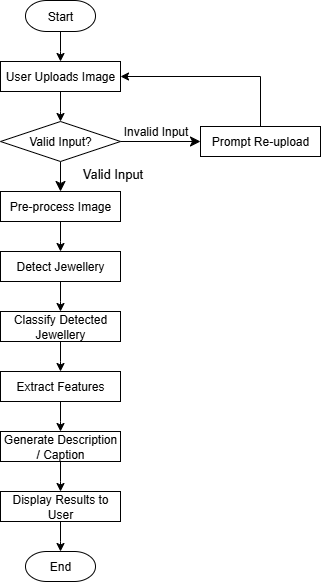 Start
User Uploads Image
Valid Input?
Invalid Input
Prompt Re-upload
Valid Input
Pre-process Image
Detect Jewellery
Classify Detected
Jewellery
Extract Features
Generate Description
/ Caption
Display Results to
User
End